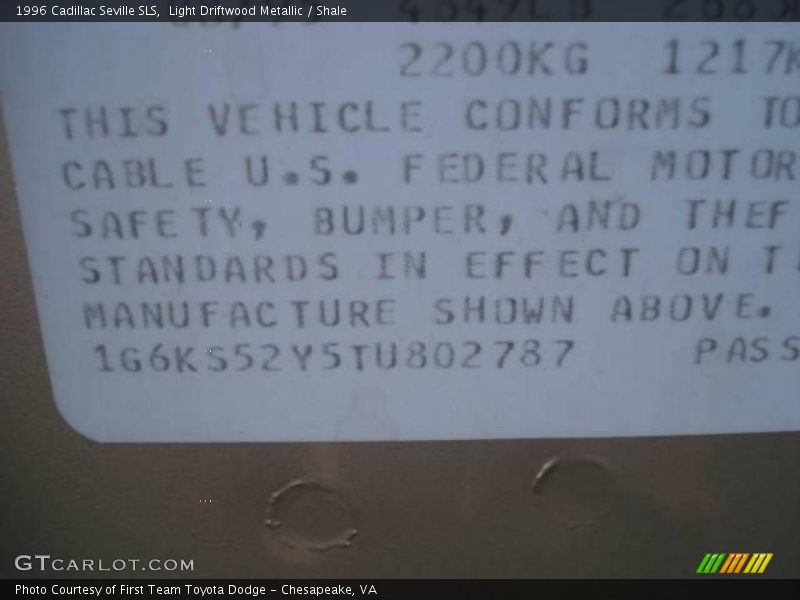 1996 Cadillac Seville SLS, Light Driftwood Metallic / Shale
2200KG 1217K
THIS VEHICLE CONFORMS TO
CABLE U.S. FEDERAL MOTOR
SAFETY, BUMPER, AND THEF
STANDARDS IN EFFECT ON T
MANUFACTURE SHOWN ABOVE.
1G6KS52Y5TU802787 PASS
GTCARLOT.COM
Photo Courtesy of First Team Toyota Dodge - Chesapeake, VA